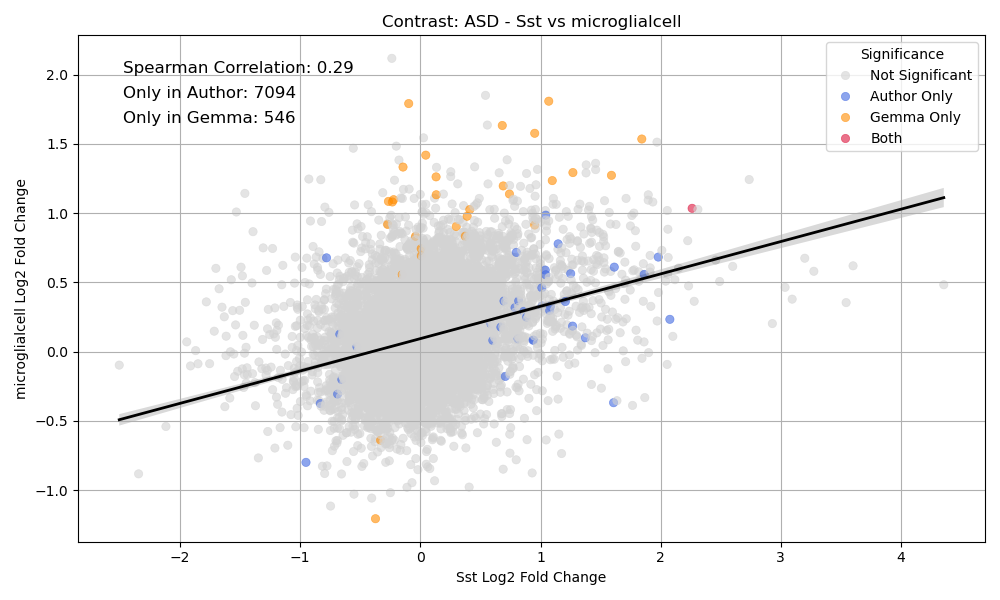 Contrast: ASD - Sst vs microglialcell
Spearman Correlation: 0.29
Only in Author: 7094
Only in Gemma: 546
Significance
Not Significant
Author Only
Gemma Only
Both
2.0
1.5
1.0
0.5
0.0
−0.5
−1.0
microglialcell Log2 Fold Change
−2
−1
0
1
2
3
4
Sst Log2 Fold Change